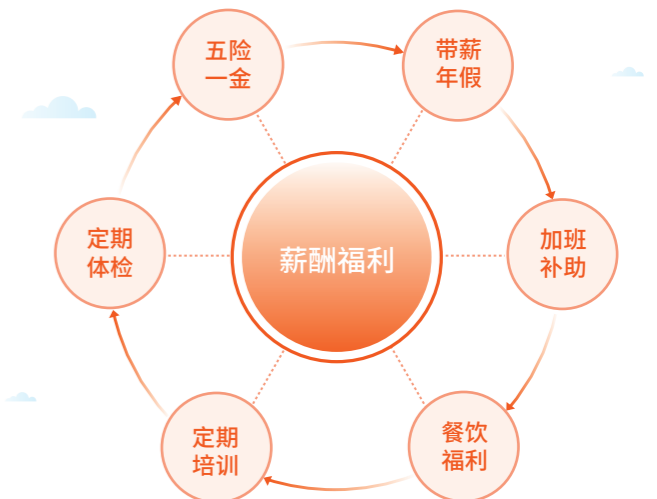 五险
一金
带薪
年假
定期
体检
薪酬福利
加班
补助
定期
培训
餐饮
福利